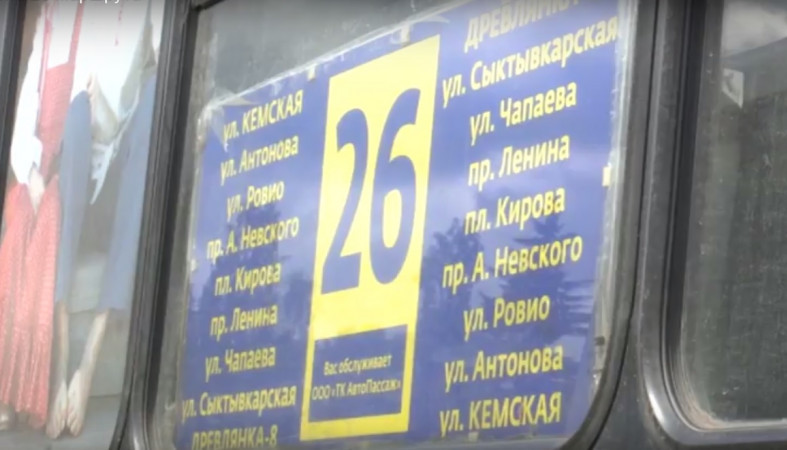 ул. КЕМСКАЯ
ул. Антонова
ул. Ровио
пр. А. Невского
пл. Кирова
пр. Ленина
ул. Чапаева
ул. Сыктывкарская
ДРЕВЛЯНКА-8
26
Вас обслуживает
ООО «ТК АвтоПассаж»
ДРЕВЛЯНКА
ул. Сыктывкарская
ул. Чапаева
пр. Ленина
пл. Кирова
пр. А. Невского
ул. Ровио
ул. Антонова
ул. КЕМСКАЯ